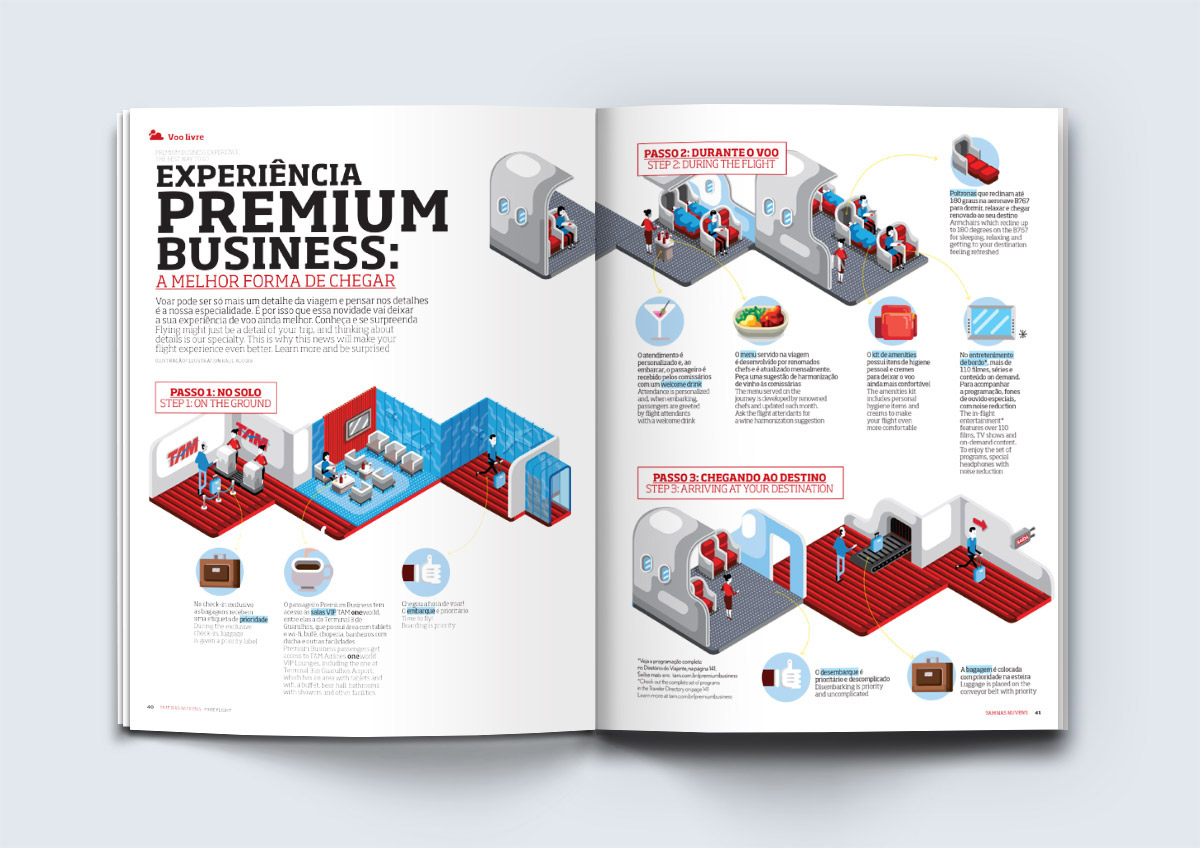 Voo livre
PREMIUM BUSINESS EXPERIENCE
THE BEST WAY TO GO
EXPERIÊNCIA
PREMIUM
BUSINESS:
A MELHOR FORMA DE CHEGAR
Voar pode ser só mais um detalhe da viagem e pensar nos detalhes
é a nossa especialidade. E por isso que essa novidade vai deixar
a sua experiência de voo ainda melhor. Conheça e se surpreenda
Flying might just be a detail of your trip, and thinking about
details is our specialty. This is why this news will make your
flight experience even better. Learn more and be surprised
PASSO 1: NO SOLO
STEP 1: ON THE GROUND
TAM
TAM
No check-in exclusivo
as bagagens recebem
uma etiqueta de prioridade
During the exclusive
check-in, luggage
is given a priority label
O passageiro Premium Business tem
acesso às salas VIP TAM oneworld,
entre elas a do Terminal 3 de
Guarulhos, que possui área com tablets
e wi-fi, bufê, choperia, banheiros com
ducha e outras facilidades
Premium Business passengers get
access to TAM Airlines oneworld
VIP Lounges, including the one at
Terminal 3 in Guarulhos Airport,
which has an area with tablets and
wifi, a buffet, beer hall, bathrooms
with showers and other facilities
Chegou a hora de voar!
O embarque é prioritário
Time to fly!
Boarding is priority
40 TAM NAS NUVENS
PASSO 2: DURANTE O VOO
STEP 2: DURING THE FLIGHT
Poltronas que reclinam até
180 graus na aeronave B767
para dormir, relaxar e chegar
renovado ao seu destino
Armchairs which recline up
to 180 degrees on the B767
for sleeping, relaxing and
getting to your destination
feeling refreshed
O atendimento é
personalizado e, ao
embarcar, o passageiro é
recebido pelos comissários
com um welcome drink
Attendance is personalized
and, when embarking,
passengers are greeted
by flight attendants
with a welcome drink
O menu servido na viagem
é desenvolvido por renomados
chefs e é atualizado mensalmente.
Peça uma sugestão de harmonização
de vinho às comissárias
The menu served on the
journey is developed by renowned
chefs and updated each month.
Ask the flight attendants for
a wine harmonization suggestion
O kit de amenities
possui itens de higiene
pessoal e cremes
para deixar o voo
ainda mais confortável
The amenities kit
includes personal
hygiene items and
creams to make
your flight even
more comfortable
*
No entretenimento
de bordo*, mais de
110 filmes, séries e
conteúdo on demand.
Para acompanhar
a programação, fones
de ouvido especiais,
com noise reduction
The in-flight
entertainment*
features over 110
films, TV shows and
on-demand content.
To enjoy the set of
programs, special
headphones with
noise reduction
PASSO 3: CHEGANDO AO DESTINO
STEP 3: ARRIVING AT YOUR DESTINATION
*Veja a programação completa
no Diretório do Viajante, na página 141.
Saiba mais em: tam.com.br/premiumbusiness
*Check out the complete set of programs
in the Traveler Directory on page 141
Learn more at tam.com.br/premiumbusiness
O desembarque é
prioritário e descomplicado
Disembarking is priority
and uncomplicated
A bagagem é colocada
com prioridade na esteira
Luggage is placed on the
conveyor belt with priority
TAM NAS NUVENS 41